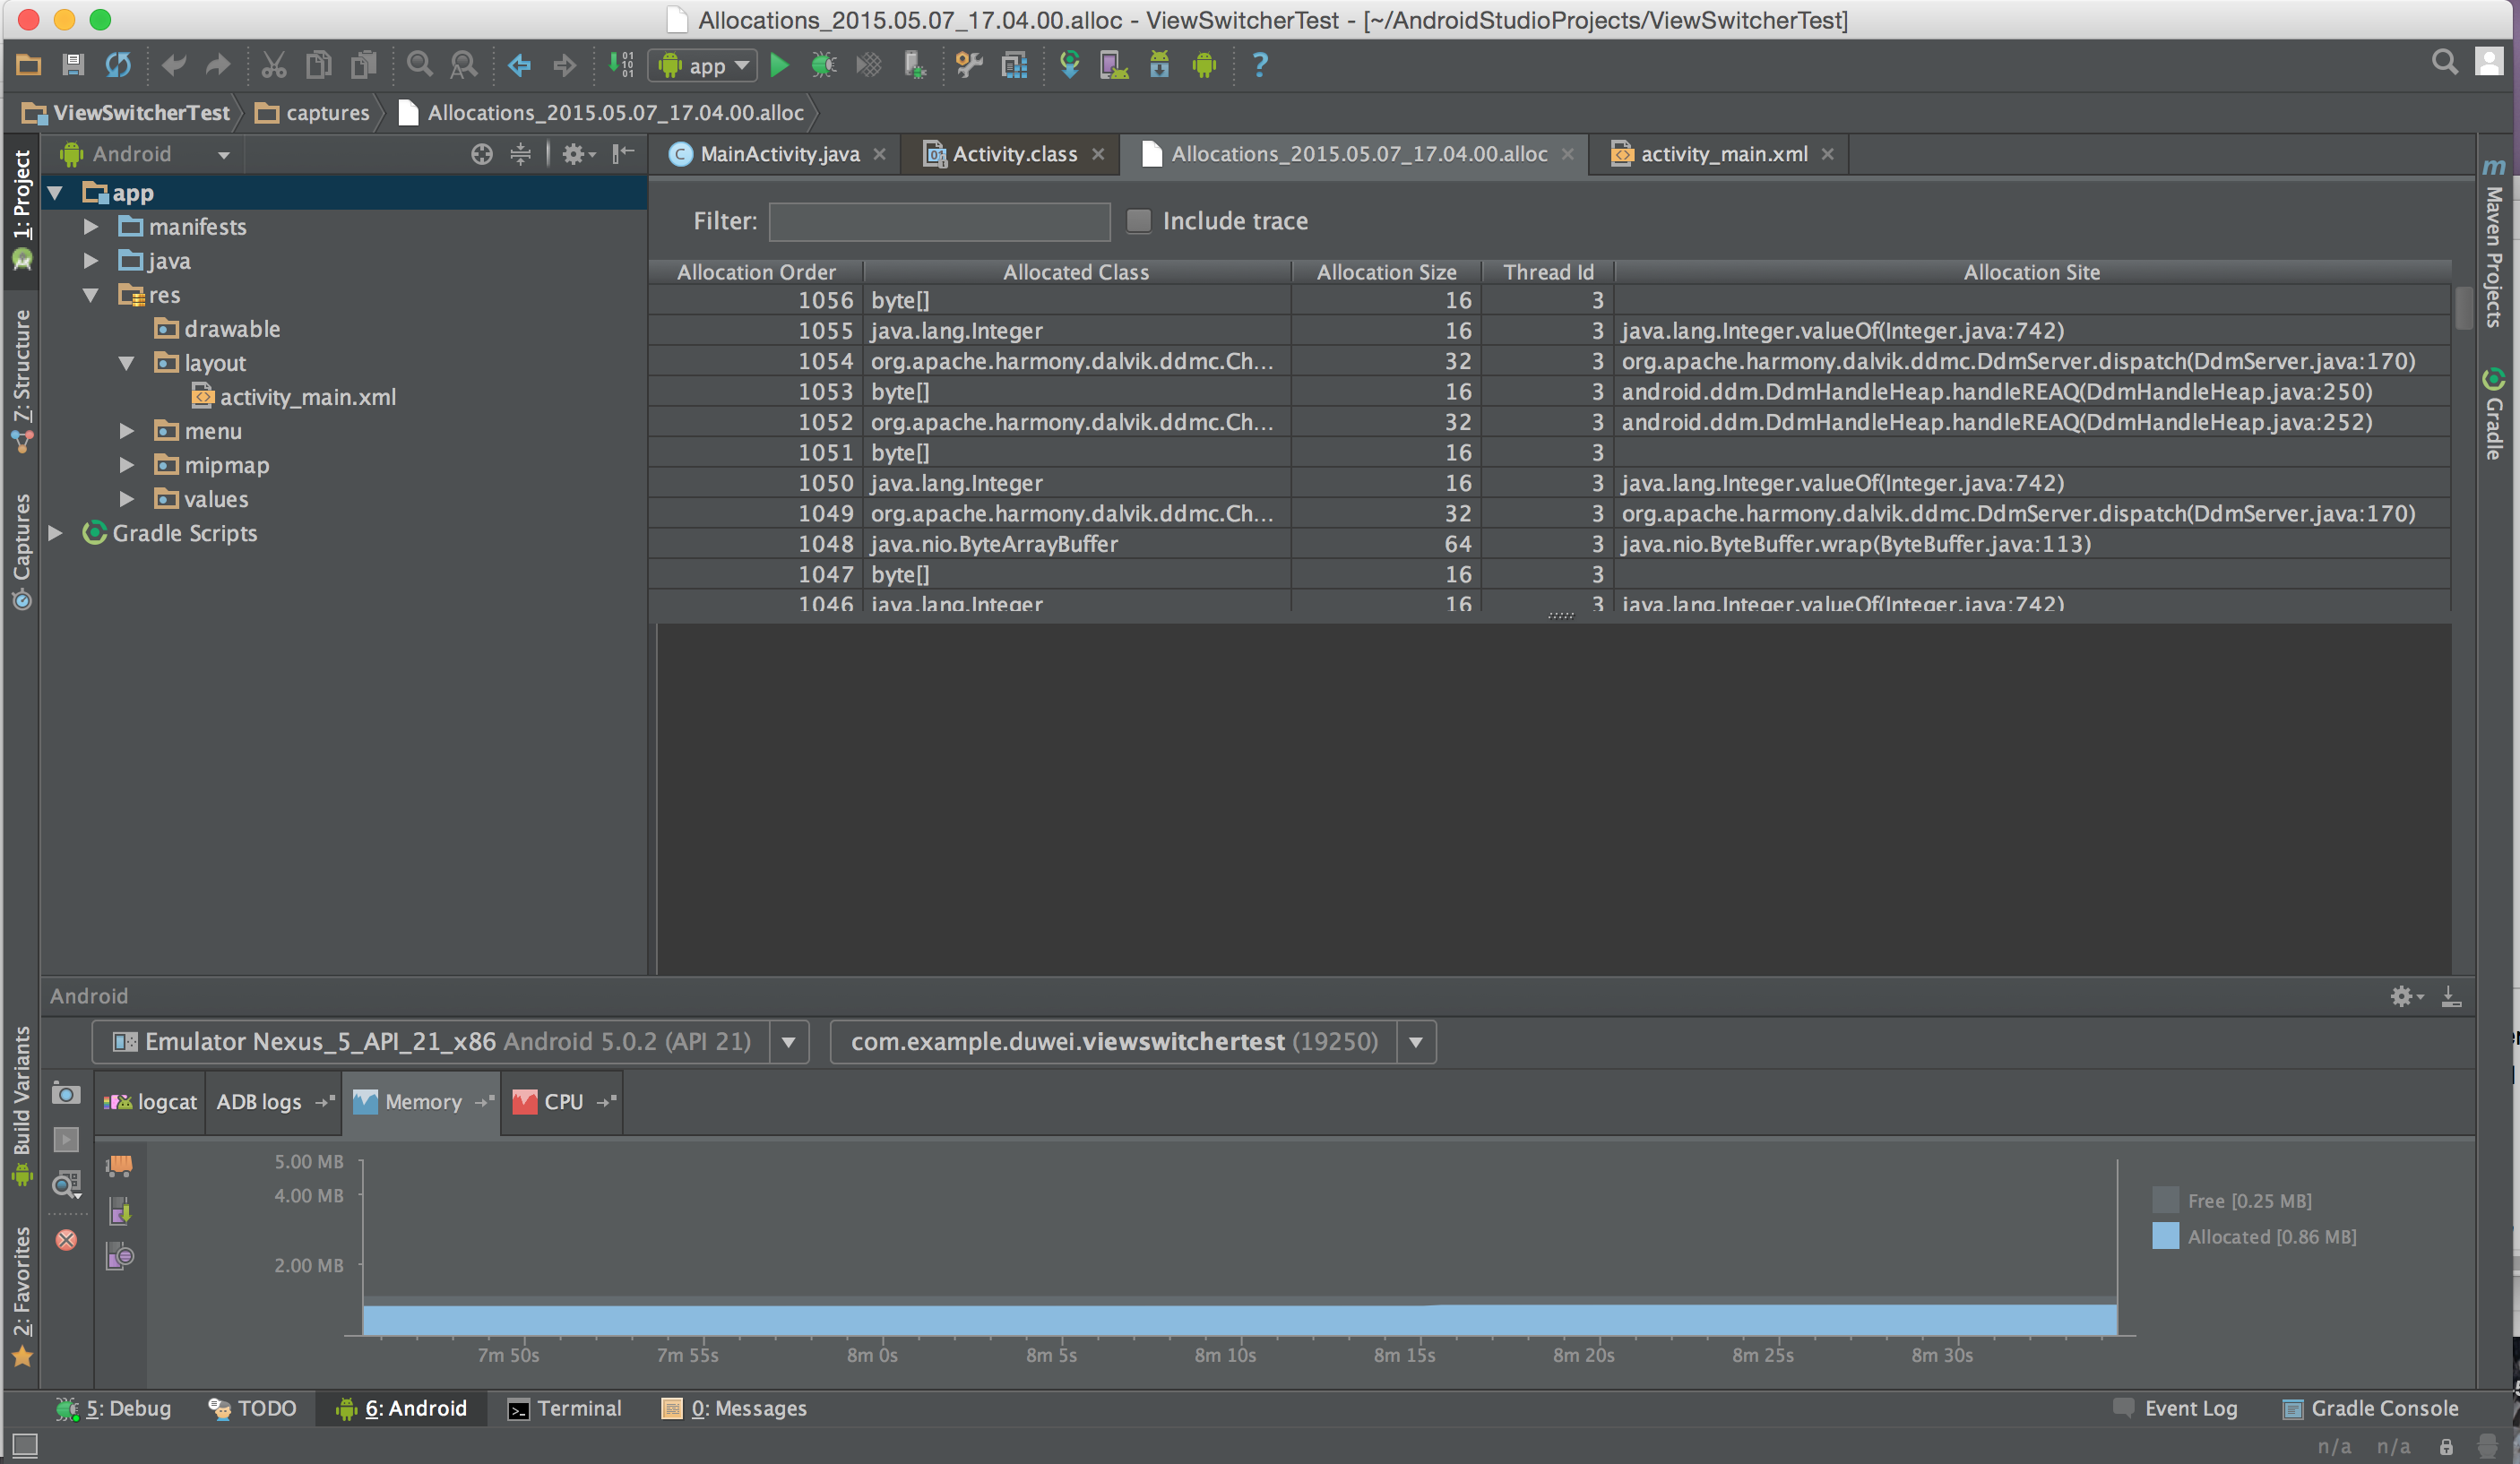 Allocations_2015.05.07_17.04.00.alloc - ViewSwitcherTest - [~/AndroidStudioProjects/ViewSwitcherTest]
app
ViewSwitcherTest captures Allocations_2015.05.07_17.04.00.alloc
Android
MainActivity.java Activity.class Allocations_2015.05.07_17.04.00.alloc activity_main.xml
1: Project
7: Structure
Captures
Build Variants
2: Favorites
app
manifests
java
res
drawable
layout
activity_main.xml
menu
mipmap
values
Gradle Scripts
Filter: Include trace
Allocation Order Allocated Class Allocation Size Thread Id Allocation Site
1056 byte[] 16 3
1055 java.lang.Integer 16 3 java.lang.Integer.valueOf(Integer.java:742)
1054 org.apache.harmony.dalvik.ddmc.Ch... 32 3 org.apache.harmony.dalvik.ddmc.DdmServer.dispatch(DdmServer.java:170)
1053 byte[] 16 3 android.ddm.DdmHandleHeap.handleREAQ(DdmHandleHeap.java:250)
1052 org.apache.harmony.dalvik.ddmc.Ch... 32 3 android.ddm.DdmHandleHeap.handleREAQ(DdmHandleHeap.java:252)
1051 byte[] 16 3
1050 java.lang.Integer 16 3 java.lang.Integer.valueOf(Integer.java:742)
1049 org.apache.harmony.dalvik.ddmc.Ch... 32 3 org.apache.harmony.dalvik.ddmc.DdmServer.dispatch(DdmServer.java:170)
1048 java.nio.ByteArrayBuffer 64 3 java.nio.ByteBuffer.wrap(ByteBuffer.java:113)
1047 byte[] 16 3
1046 java.lang.Integer 16 3 java.lang.Integer.valueOf(Integer.java:742)
Maven Projects
Gradle
Android
Emulator Nexus_5_API_21_x86 Android 5.0.2 (API 21) com.example.duwei.viewswitchertest (19250)
logcat ADB logs Memory CPU
5.00 MB
4.00 MB
2.00 MB
Free [0.25 MB]
Allocated [0.86 MB]
7m 50s 7m 55s 8m 0s 8m 5s 8m 10s 8m 15s 8m 20s 8m 25s 8m 30s
5: Debug TODO 6: Android Terminal 0: Messages Event Log Gradle Console
n/a n/a